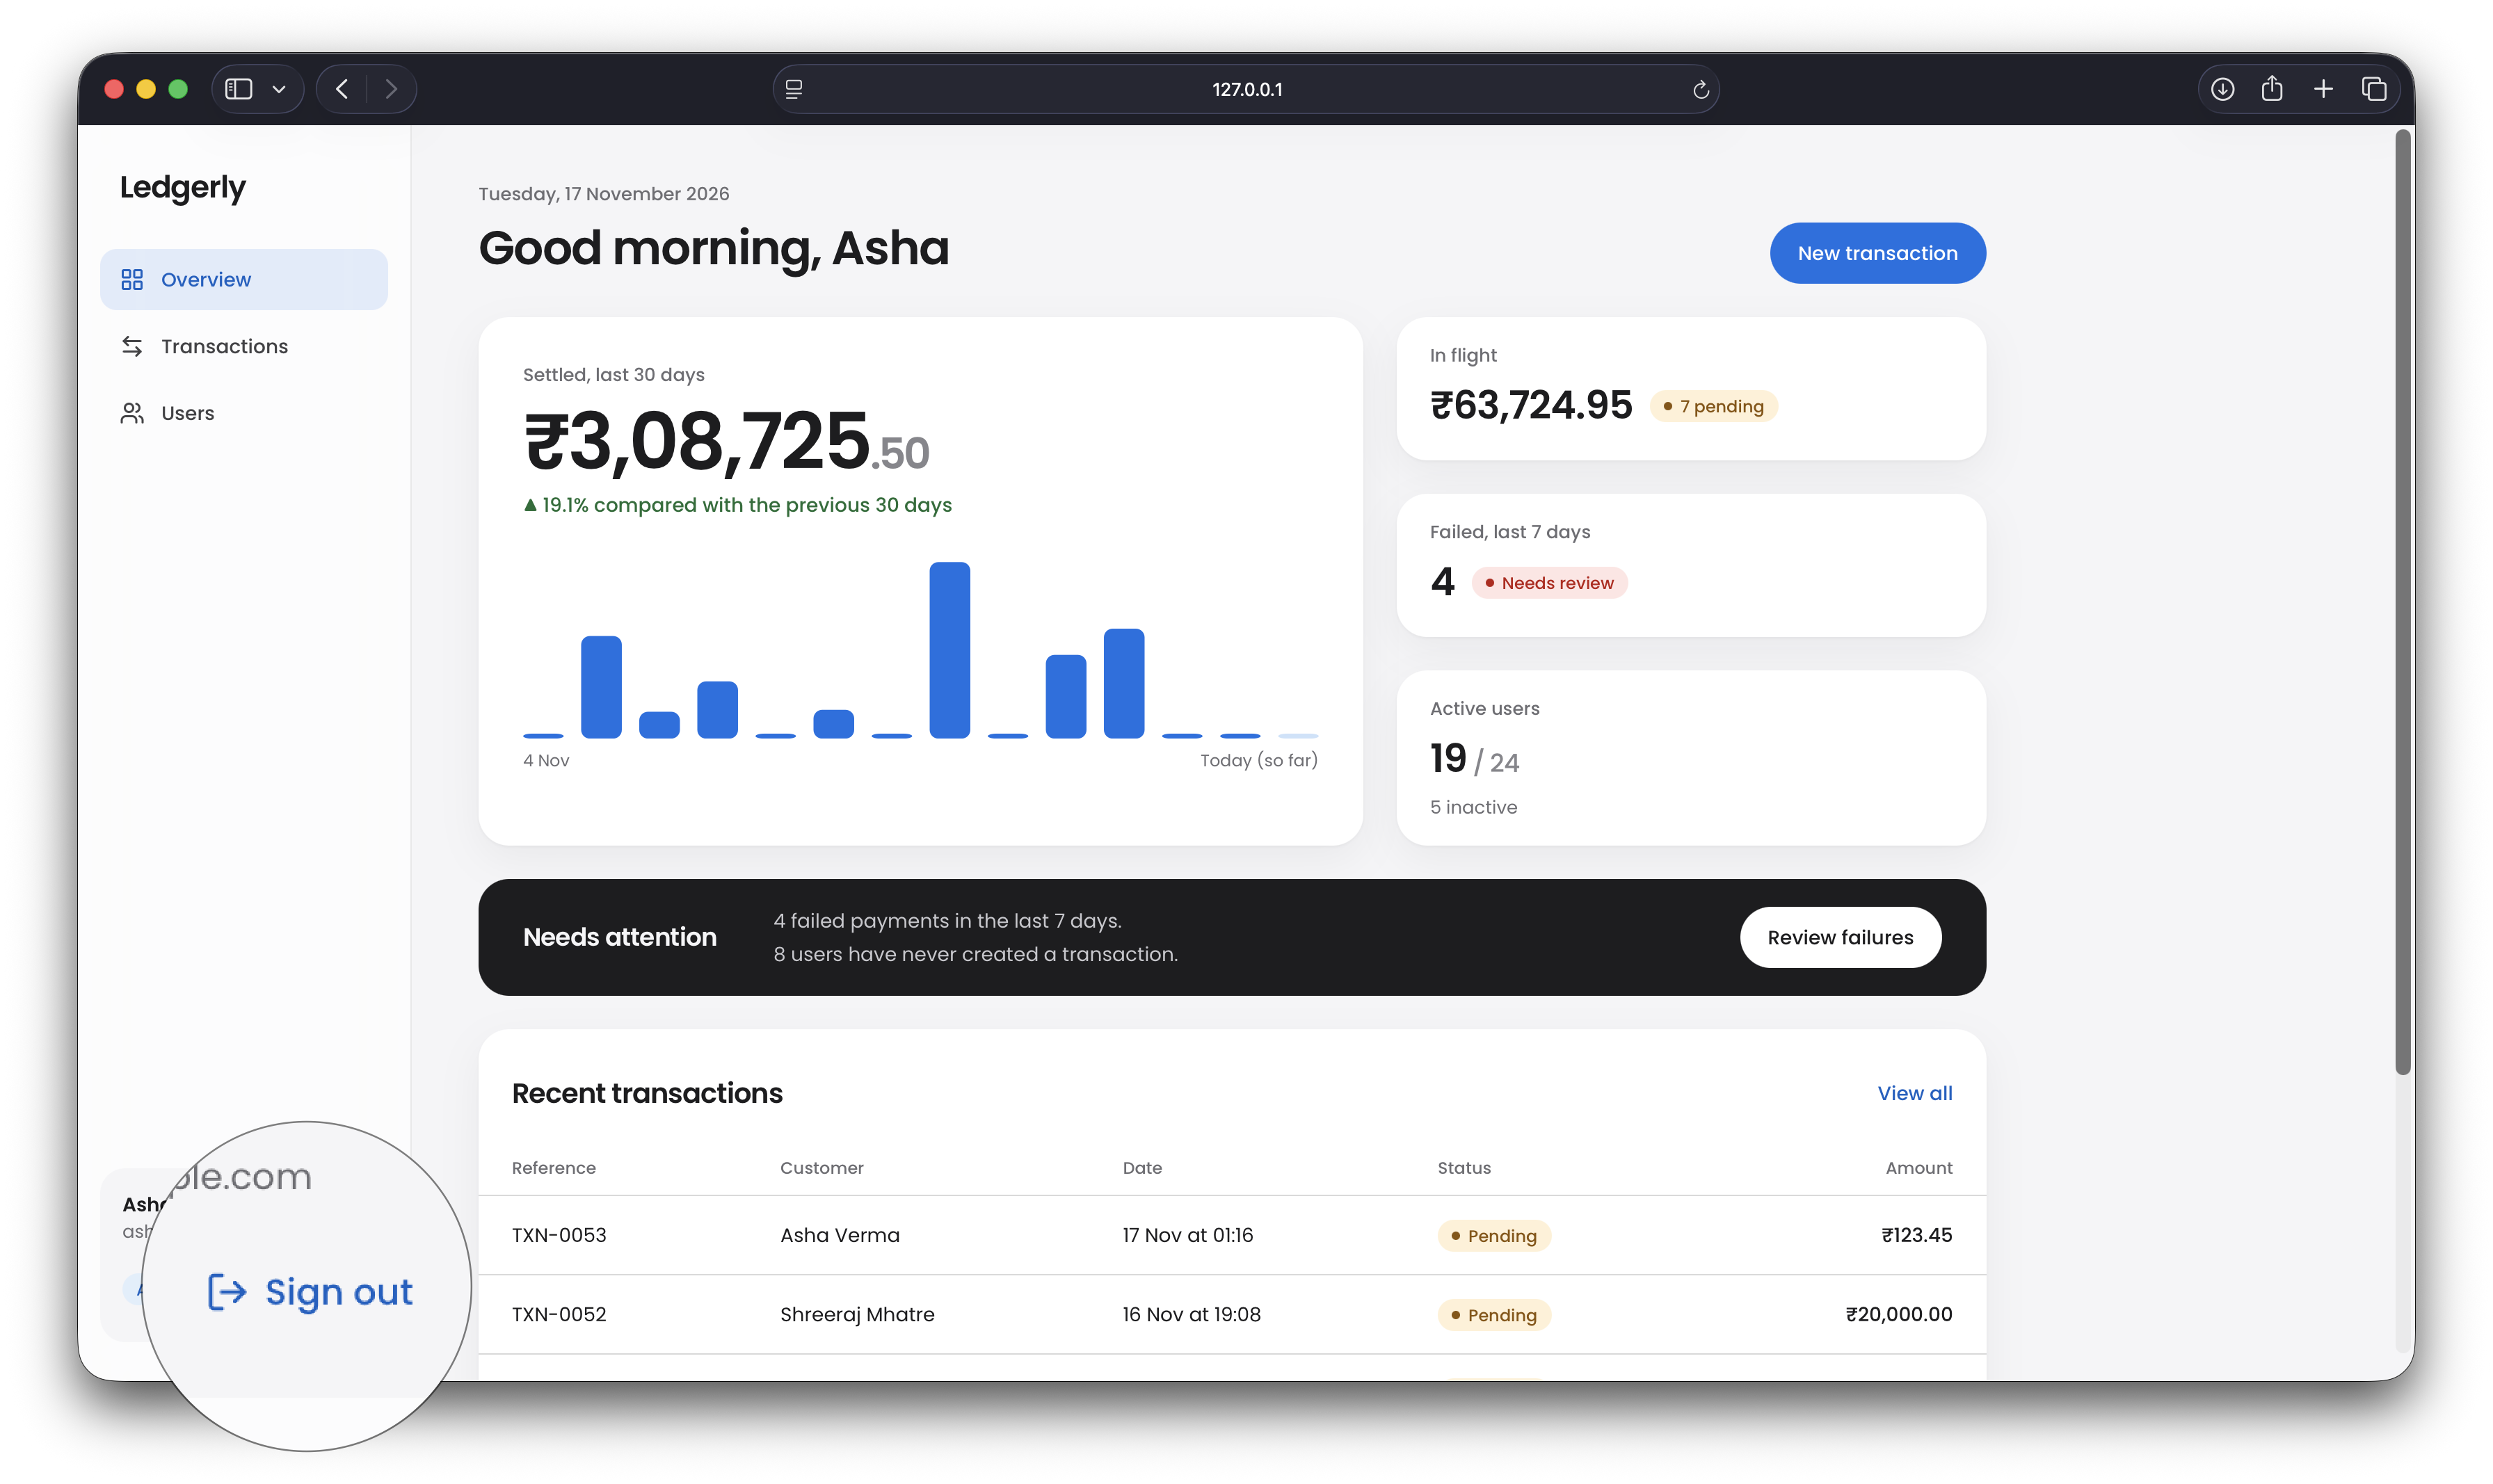 127.0.0.1
Ledgerly
Overview
Transactions
Users
Tuesday, 17 November 2026
Good morning, Asha
New transaction
Settled, last 30 days
₹3,08,725.50
▲ 19.1% compared with the previous 30 days
4 Nov
Today (so far)
In flight
₹63,724.95
7 pending
Failed, last 7 days
4
Needs review
Active users
19 / 24
5 inactive
Needs attention
4 failed payments in the last 7 days.
8 users have never created a transaction.
Review failures
Recent transactions
View all
Reference Customer Date Status Amount
TXN-0053 Asha Verma 17 Nov at 01:16 Pending ₹123.45
TXN-0052 Shreeraj Mhatre 16 Nov at 19:08 Pending ₹20,000.00
Sign out